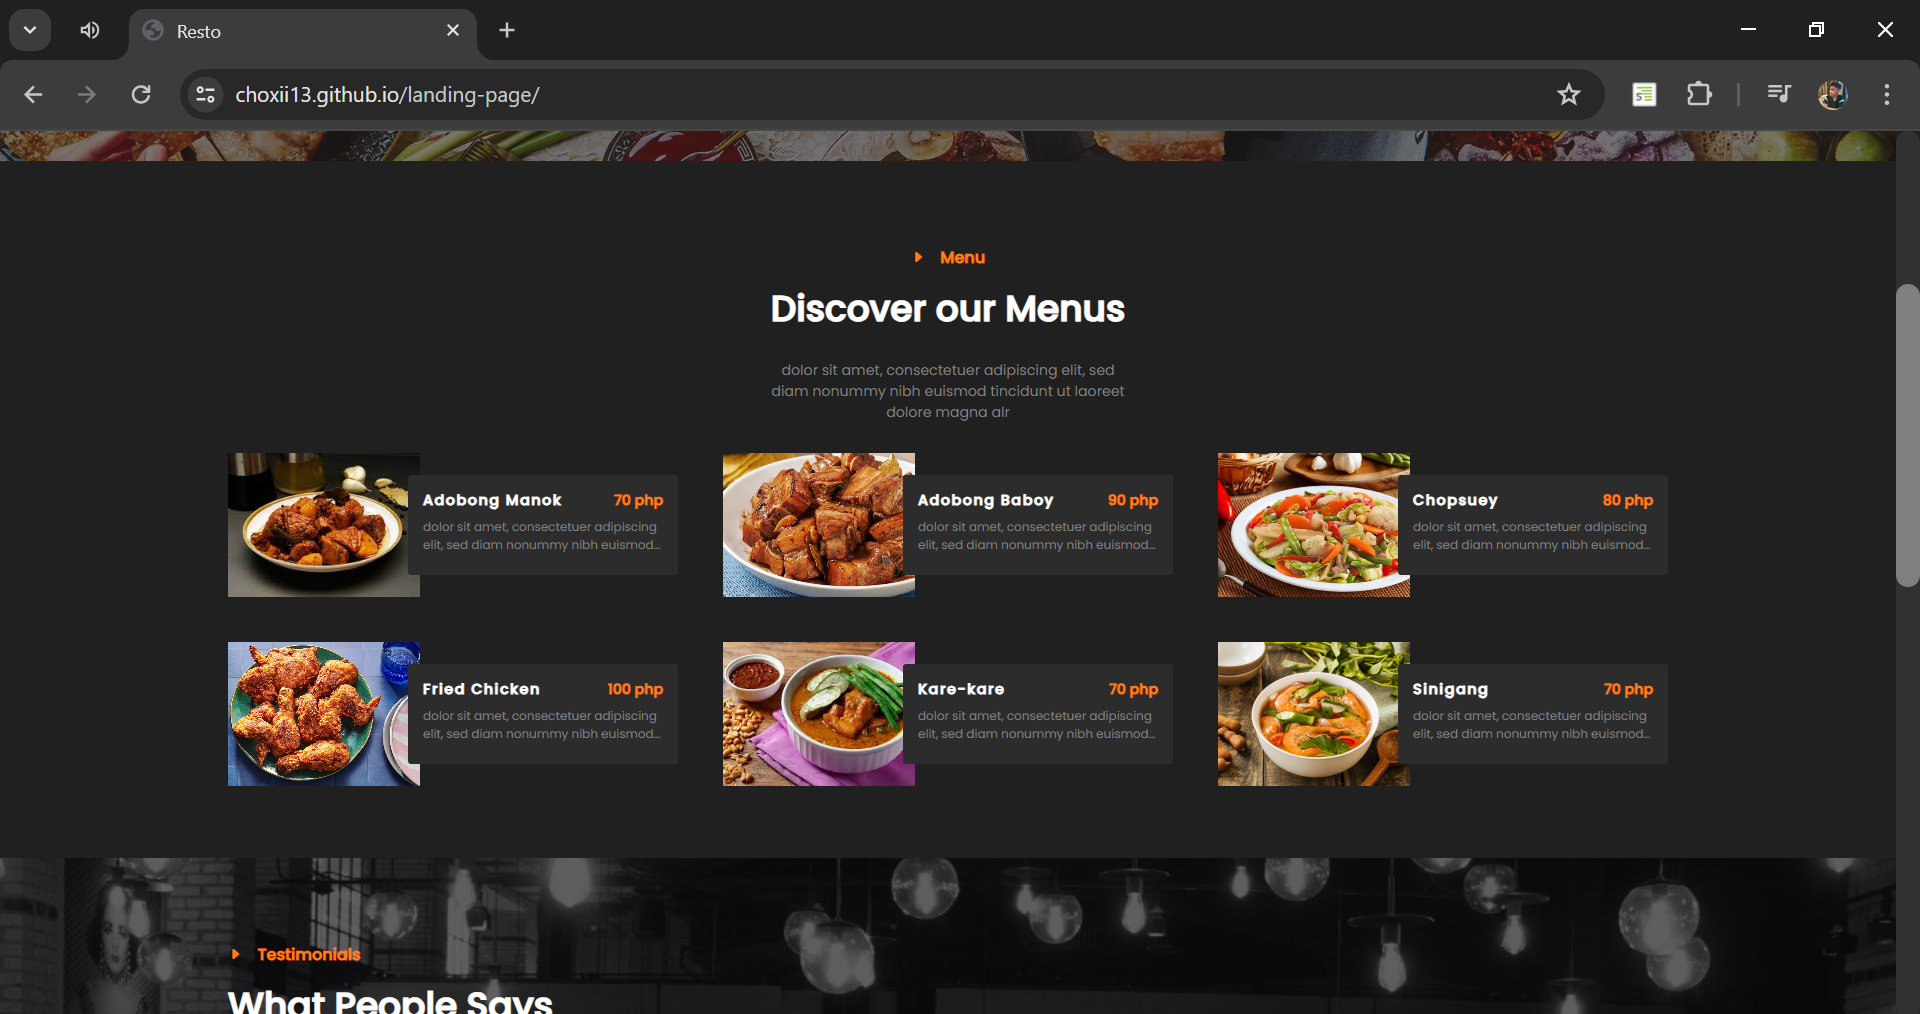 Resto
choxii13.github.io/landing-page/
Menu
Discover our Menus
dolor sit amet, consectetuer adipiscing elit, sed
diam nonummy nibh euismod tincidunt ut laoreet
dolore magna alr
Adobong Manok 70 php
dolor sit amet, consectetuer adipiscing
elit, sed diam nonummy nibh euismod...
Adobong Baboy 90 php
dolor sit amet, consectetuer adipiscing
elit, sed diam nonummy nibh euismod...
Chopsuey 80 php
dolor sit amet, consectetuer adipiscing
elit, sed diam nonummy nibh euismod...
Fried Chicken 100 php
dolor sit amet, consectetuer adipiscing
elit, sed diam nonummy nibh euismod...
Kare-kare 70 php
dolor sit amet, consectetuer adipiscing
elit, sed diam nonummy nibh euismod...
Sinigang 70 php
dolor sit amet, consectetuer adipiscing
elit, sed diam nonummy nibh euismod...
Testimonials
What People Says